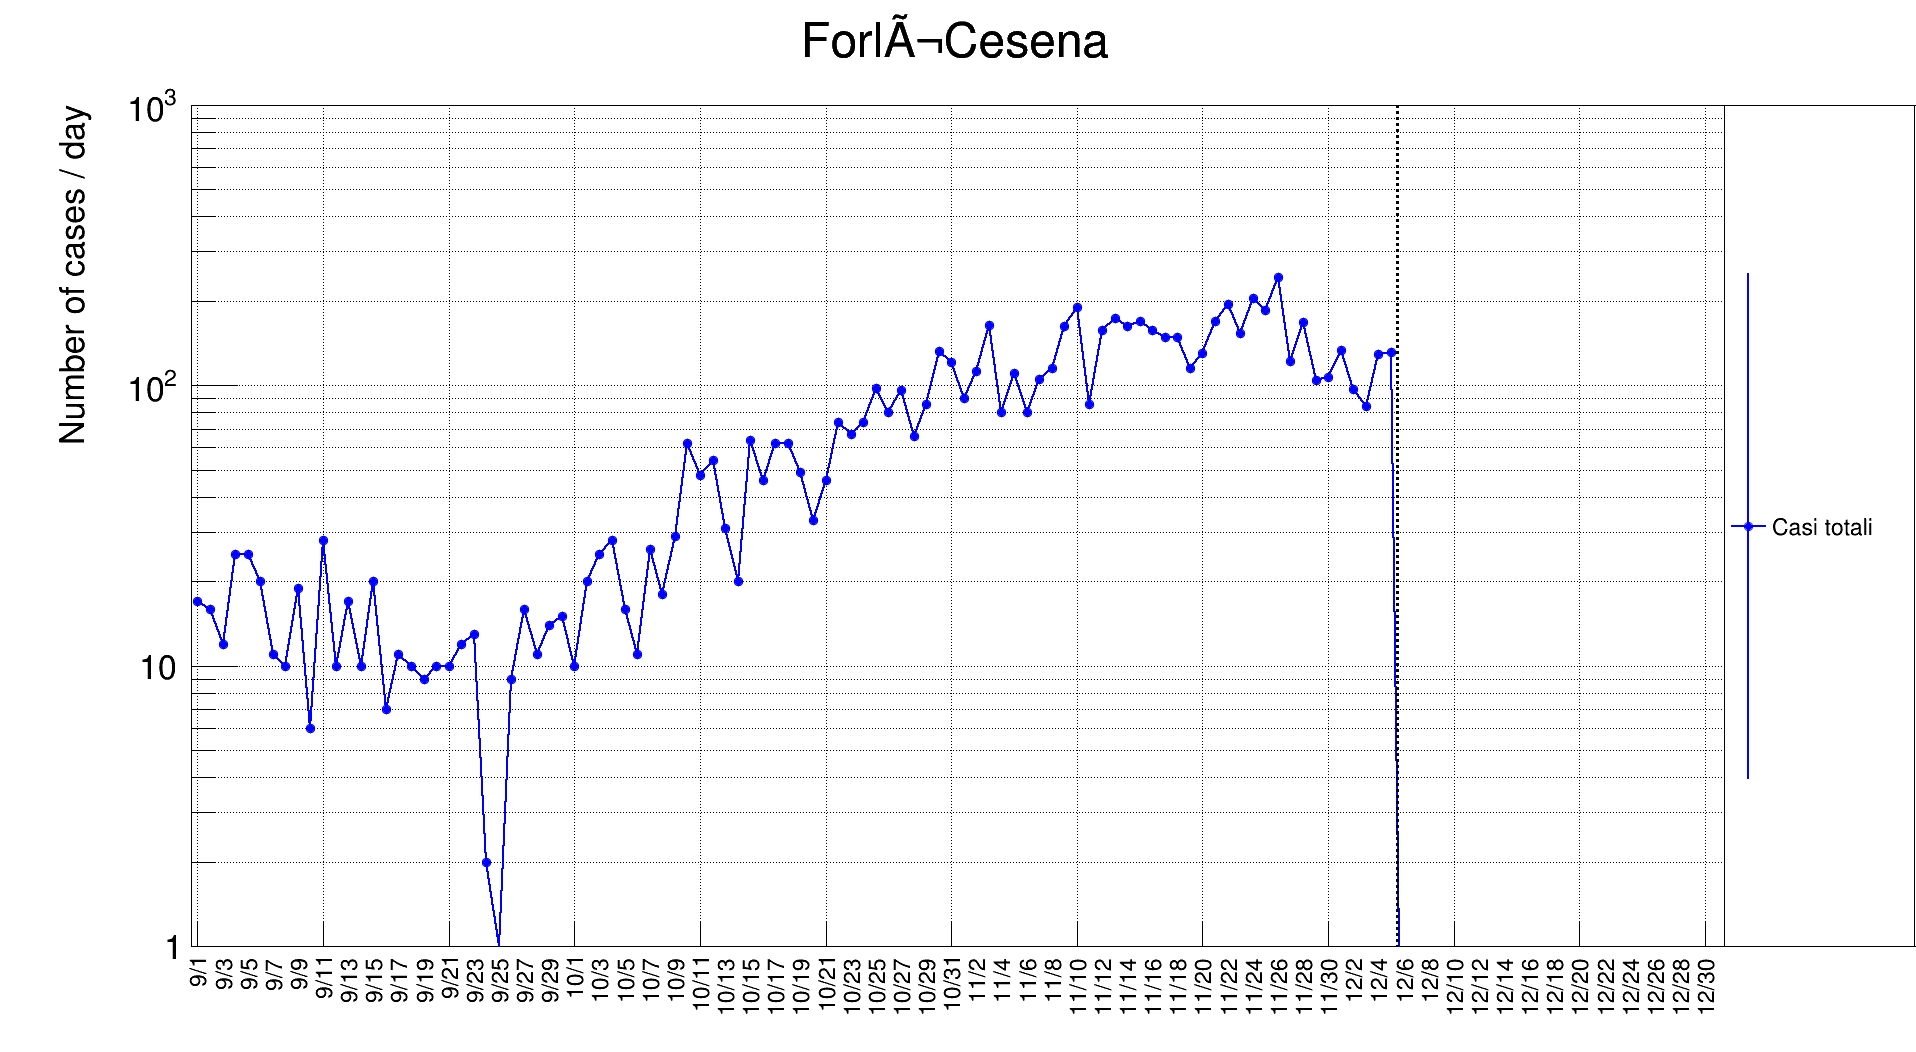 ForlÃ¬Cesena
Number of cases / day
10³
10²
10
1
9/1 9/3 9/5 9/7 9/9 9/11 9/13 9/15 9/17 9/19 9/21 9/23 9/25 9/27 9/29 10/1 10/3 10/5 10/7 10/9 10/11 10/13 10/15 10/17 10/19 10/21 10/23 10/25 10/27 10/29 10/31 11/2 11/4 11/6 11/8 11/10 11/12 11/14 11/16 11/18 11/20 11/22 11/24 11/26 11/28 11/30 12/2 12/4 12/6 12/8 12/10 12/12 12/14 12/16 12/18 12/20 12/22 12/24 12/26 12/28 12/30
Casi totali